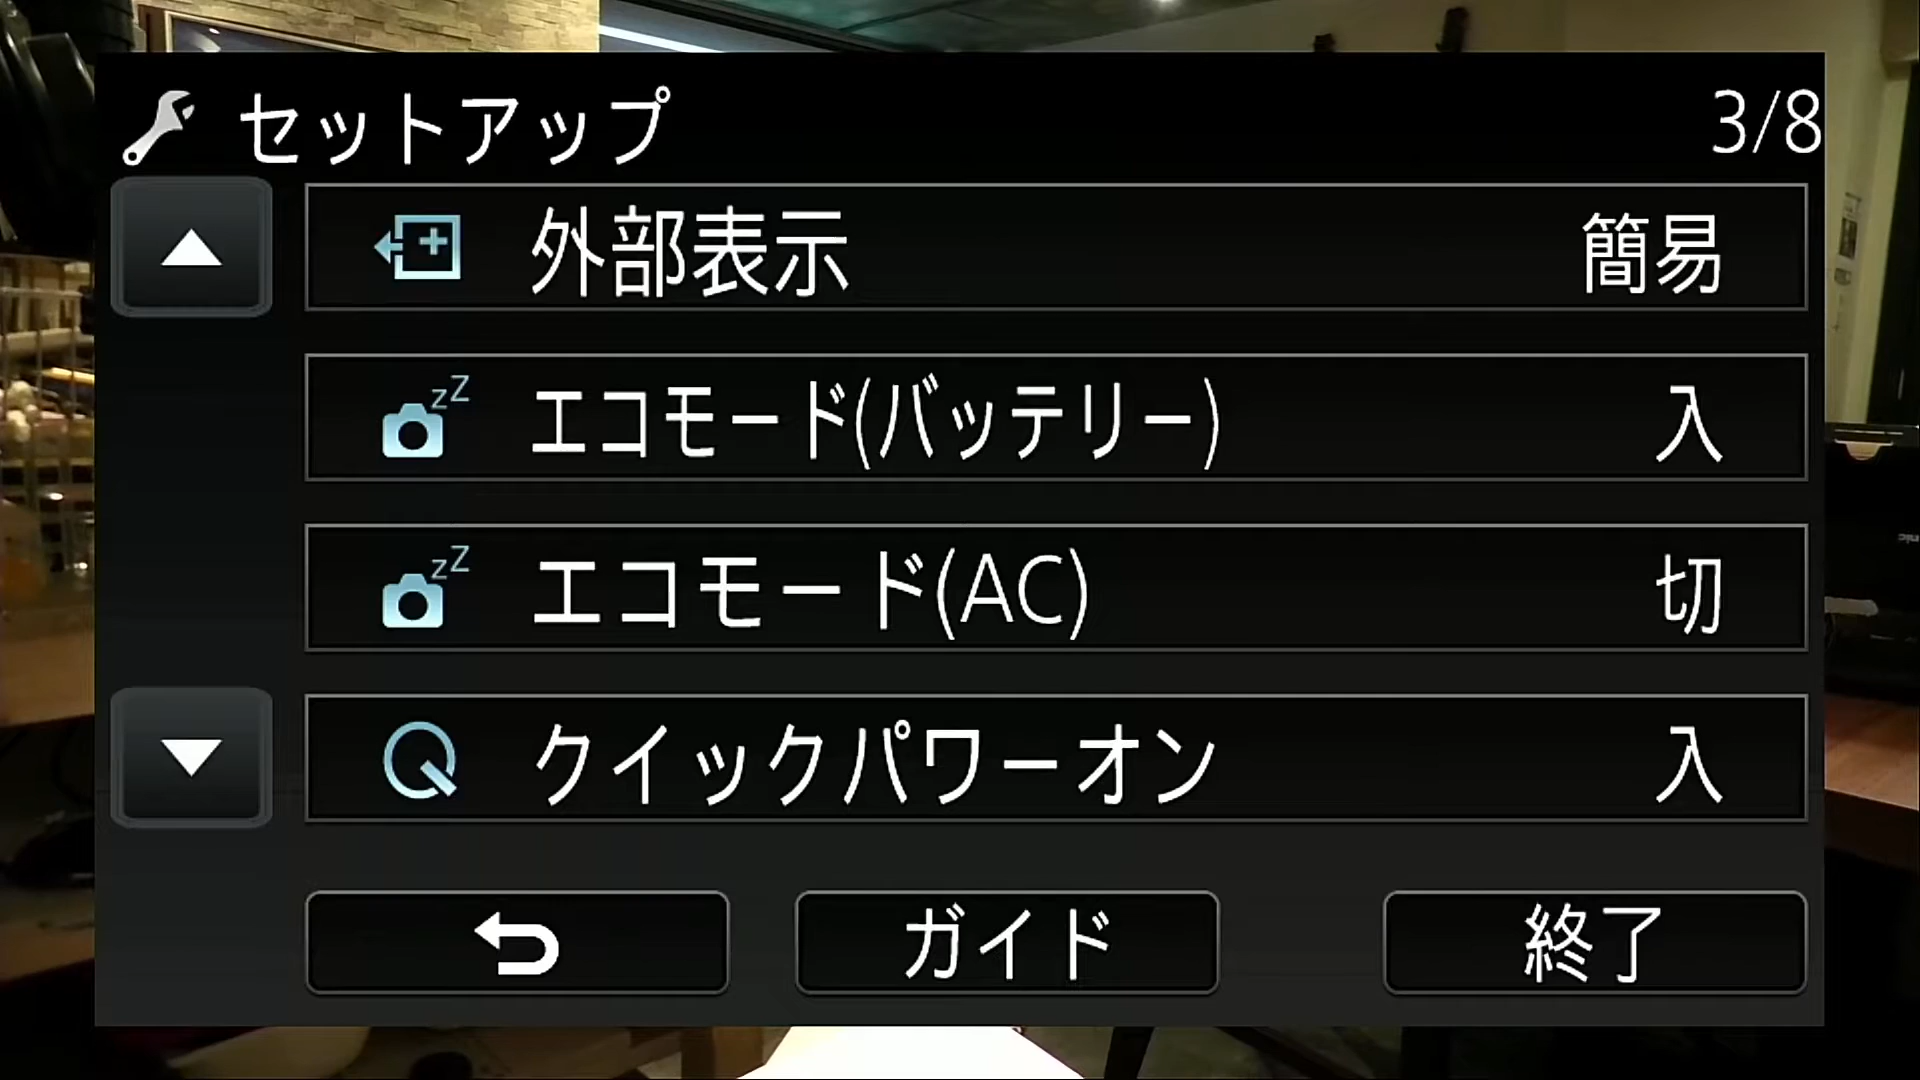 セットアップ 3/8
外部表示 簡易
エコモード(バッテリー) 入
エコモード(AC) 切
クイックパワーオン 入
ガイド 終了